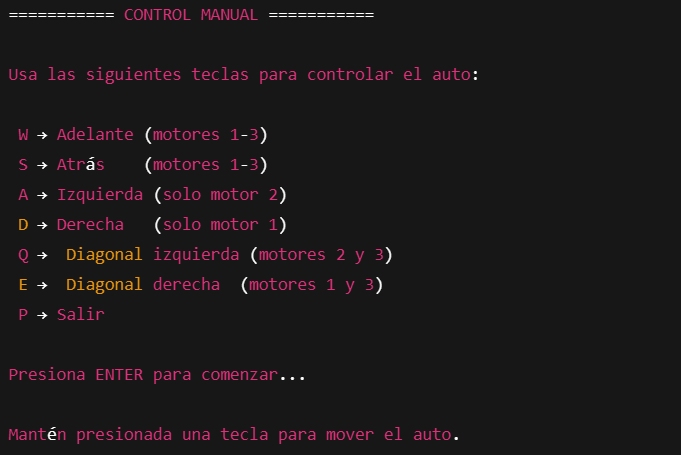 =========== CONTROL MANUAL ===========
Usa las siguientes teclas para controlar el auto:
W → Adelante (motores 1-3)
S → Atrás    (motores 1-3)
A → Izquierda (solo motor 2)
D → Derecha   (solo motor 1)
Q →  Diagonal izquierda (motores 2 y 3)
E →  Diagonal derecha  (motores 1 y 3)
P → Salir
Presiona ENTER para comenzar...
Mantén presionada una tecla para mover el auto.